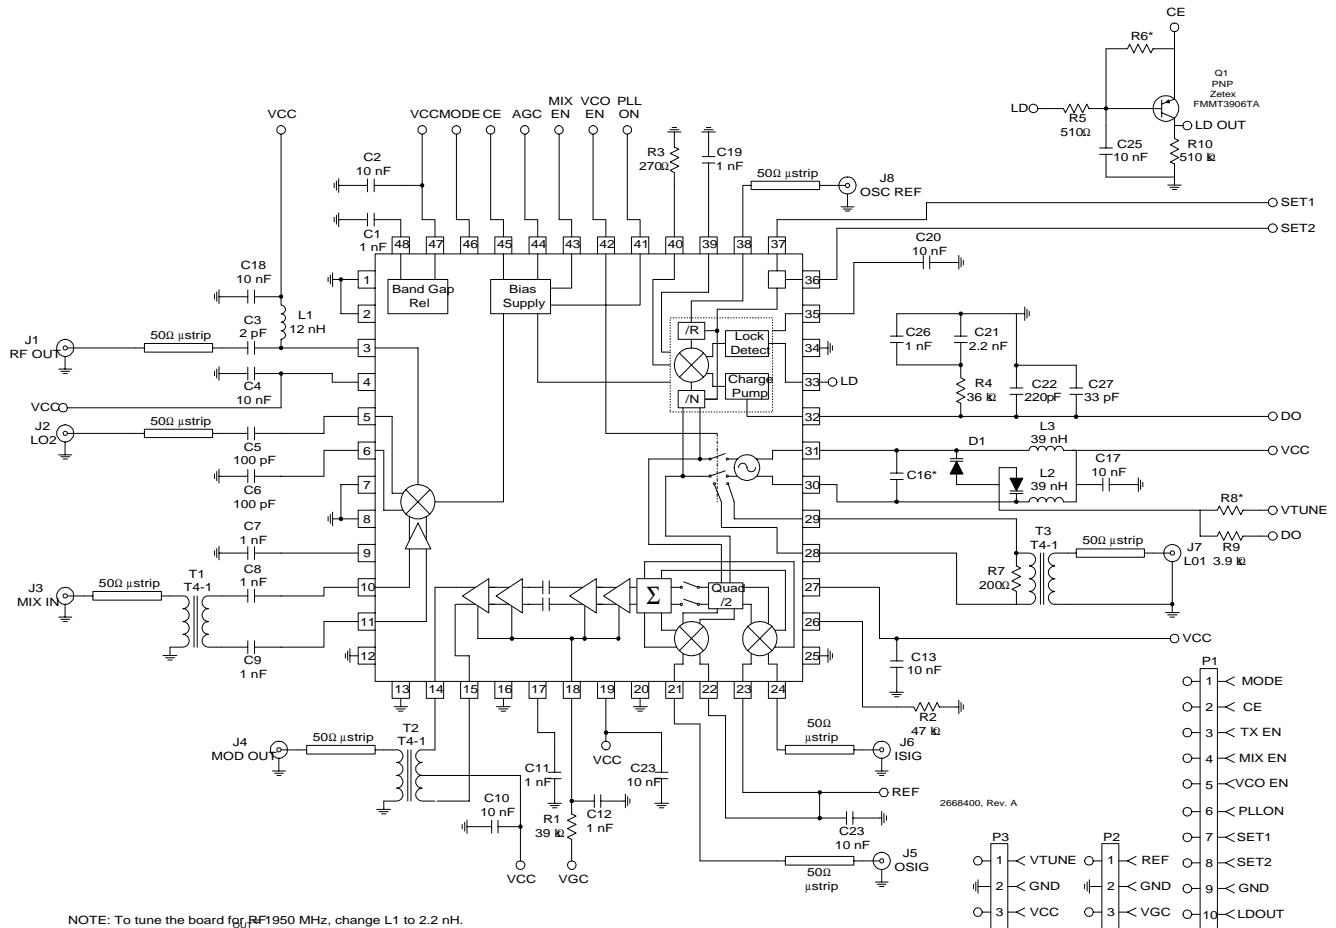 CE
R6*
Q1
PNP
Zetex
FMMT3906TA
LD
R5
510Ω
LD OUT
C25
10 nF
R10
510 kΩ
VCC
VCC MODE CE AGC MIX EN VCO EN PLL ON
C2
10 nF
C1
1 nF
R3
270Ω
C19
1 nF
50Ω µstrip
J8
OSC REF
SET1
SET2
48 47 46 45 44 43 42 41 40 39 38 37
C20
10 nF
C18
10 nF
L1
12 nH
C3
2 pF
J1
RF OUT
50Ω µstrip
C4
10 nF
VCC
J2
LO2
50Ω µstrip
C5
100 pF
C6
100 pF
C7
1 nF
C8
1 nF
J3
MIX IN
50Ω µstrip
T1
T4-1
C9
1 nF
1
2
3
4
5
6
7
8
9
10
11
12
Band Gap
Rel
Bias
Supply
/R
Lock
Detect
Charge
Pump
/N
Σ
Quad
/2
36
35
34
33
32
31
30
29
28
27
26
25
LD
C26
1 nF
C21
2.2 nF
R4
36 kΩ
C22
220pF
C27
33 pF
DO
L3
39 nH
D1
VCC
C16*
L2
39 nH
C17
10 nF
R8*
VTUNE
DO
R9
3.9 kΩ
T3
T4-1
50Ω µstrip
J7
L01
R7
200Ω
VCC
C13
10 nF
R2
47 kΩ
13 14 15 16 17 18 19 20 21 22 23 24
J4
MOD OUT
50Ω µstrip
T2
T4-1
C10
10 nF
VCC
C11
1 nF
R1
39 kΩ
VGC
C12
1 nF
VCC
C23
10 nF
50Ω
µstrip
J6
ISIG
REF
C23
10 nF
50Ω
µstrip
J5
OSIG
2668400, Rev. A
P1
1 MODE
2 CE
3 TX EN
4 MIX EN
5 VCO EN
6 PLLON
7 SET1
8 SET2
9 GND
10 LDOUT
P3
1 VTUNE
2 GND
3 VCC
P2
1 REF
2 GND
3 VGC
NOTE: To tune the board for RF OUT = 1950 MHz, change L1 to 2.2 nH.